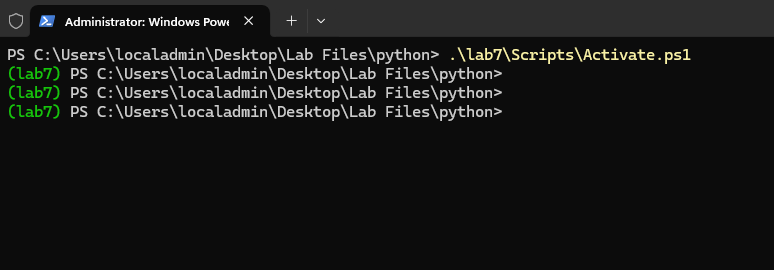 Administrator: Windows Powe
PS C:\Users\localadmin\Desktop\Lab Files\python> .\lab7\Scripts\Activate.ps1
(lab7) PS C:\Users\localadmin\Desktop\Lab Files\python>
(lab7) PS C:\Users\localadmin\Desktop\Lab Files\python>
(lab7) PS C:\Users\localadmin\Desktop\Lab Files\python>